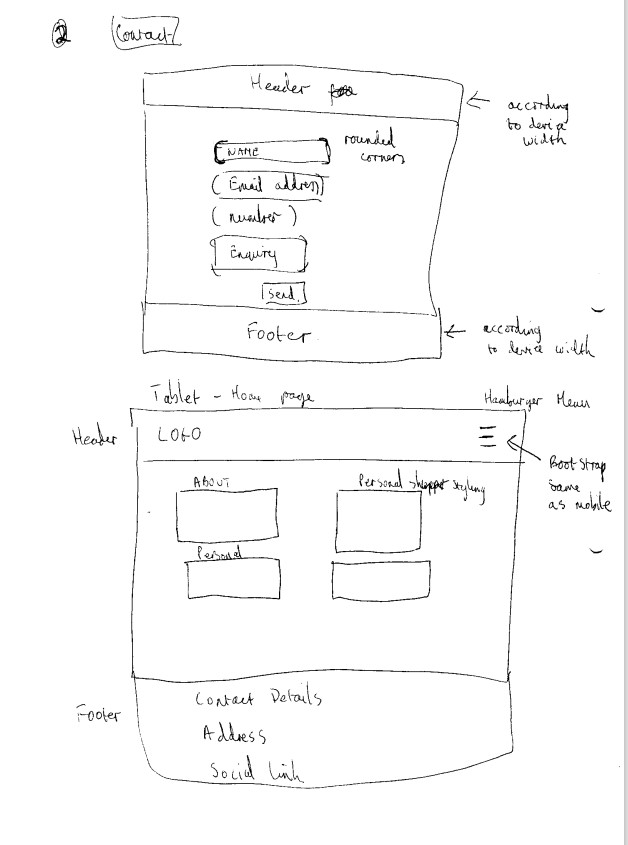 2
Contact
Header
according
to device
width
NAME
rounded
corners
Email address
(number)
Enquiry
Send
Footer
according
to device width
Tablet - Home page
Hamburger Menu
Header
LOGO
Bootstrap
same
as mobile
ABOUT
Personal styling
Personal
Footer
Contact Details
Address
Social link